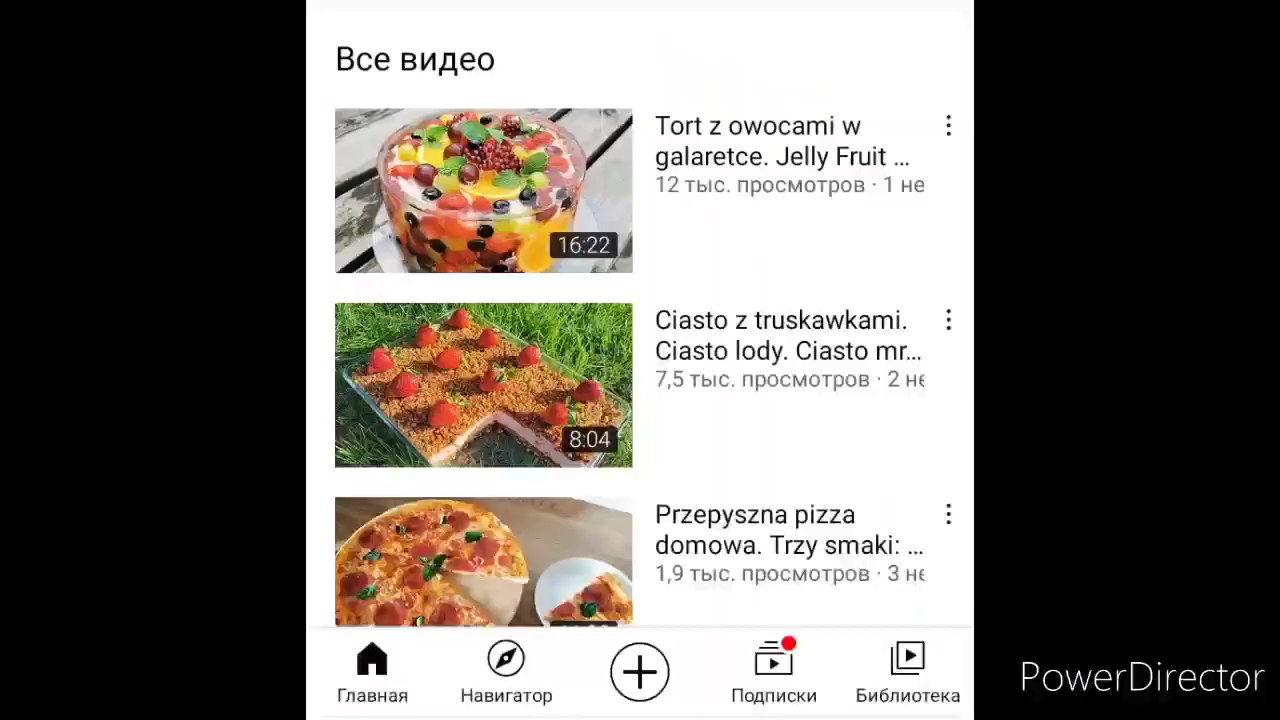 Все видео
Tort z owocami w
galaretce. Jelly Fruit ...
12 тыс. просмотров · 1 не
16:22
Ciasto z truskawkami.
Ciasto lody. Ciasto mr...
7,5 тыс. просмотров · 2 не
8:04
Przepyszna pizza
domowa. Trzy smaki: ...
1,9 тыс. просмотров · 3 не
Главная
Навигатор
Подписки
Библиотека
PowerDirector